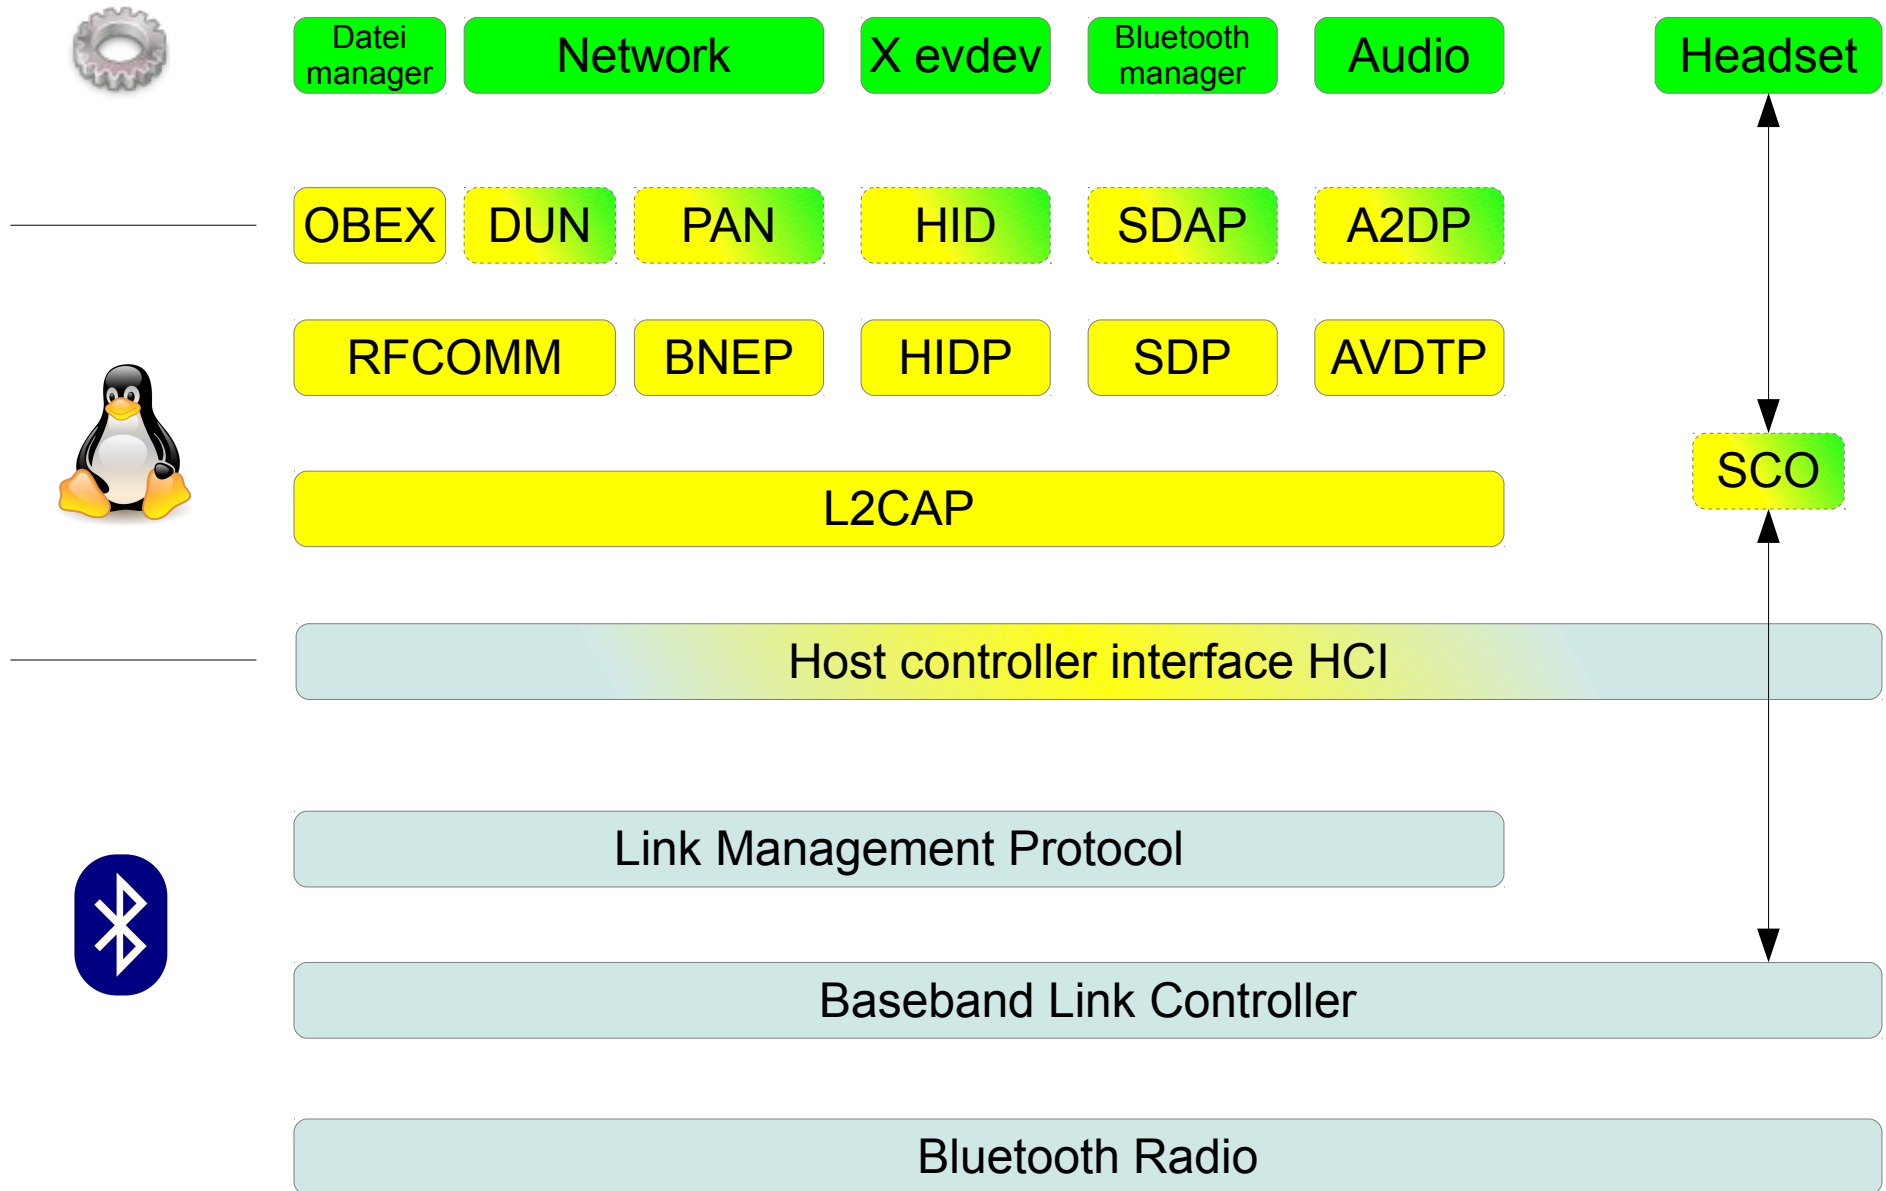 Datei
manager
Network
X evdev
Bluetooth
manager
Audio
Headset
OBEX
DUN
PAN
HID
SDAP
A2DP
RFCOMM
BNEP
HIDP
SDP
AVDTP
SCO
L2CAP
Host controller interface HCI
Link Management Protocol
Baseband Link Controller
Bluetooth Radio